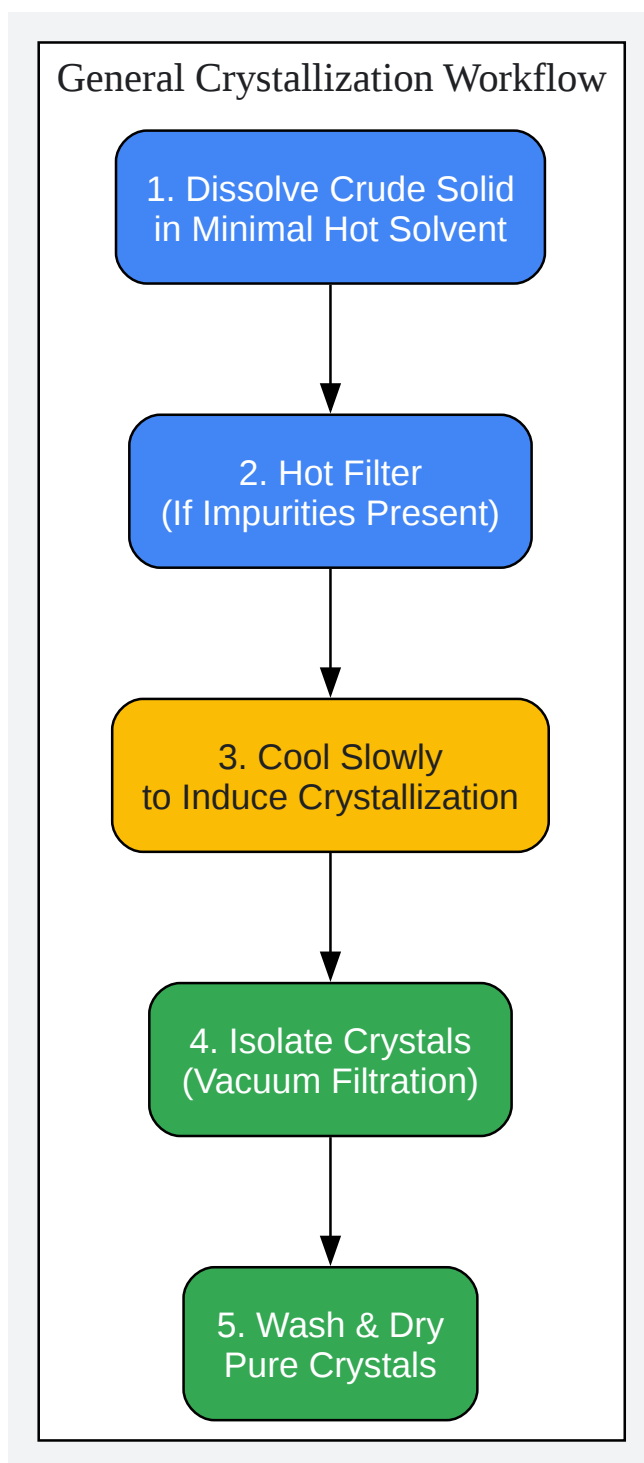 General Crystallization Workflow
1. Dissolve Crude Solid
in Minimal Hot Solvent
2. Hot Filter
(If Impurities Present)
3. Cool Slowly
to Induce Crystallization
4. Isolate Crystals
(Vacuum Filtration)
5. Wash & Dry
Pure Crystals